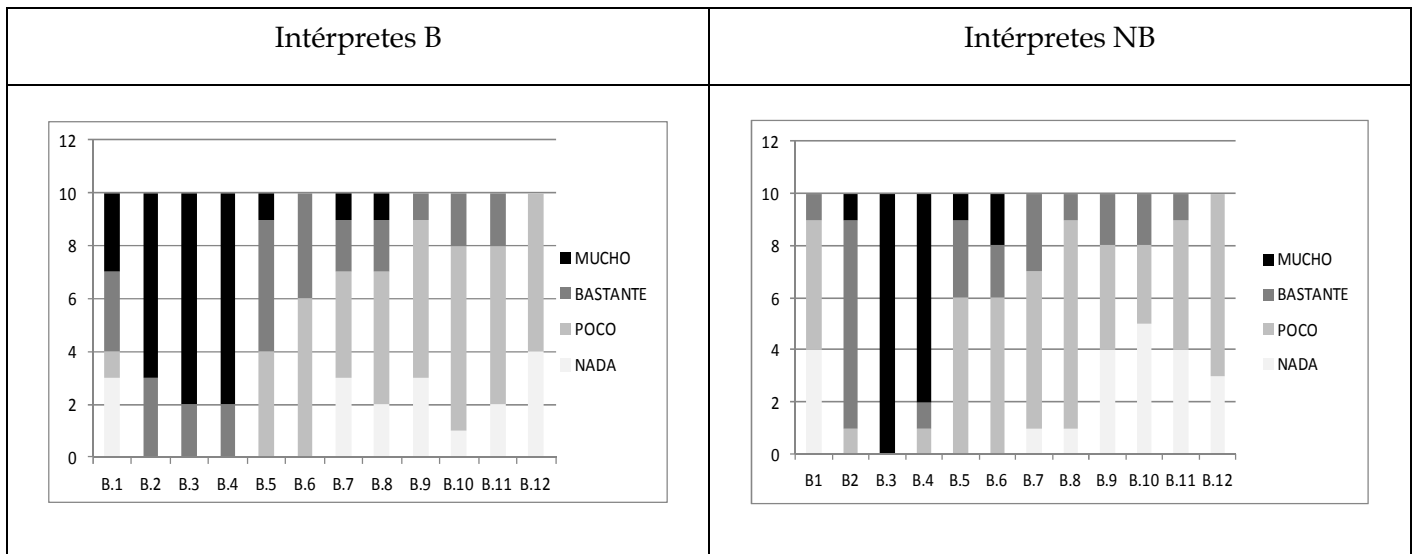 Intérpretes B
Intérpretes NB
12
10
8
6
4
2
0
B.1 B.2 B.3 B.4 B.5 B.6 B.7 B.8 B.9 B.10 B.11 B.12
MUCHO
BASTANTE
POCO
NADA
12
10
8
6
4
2
0
B1 B2 B.3 B.4 B.5 B.6 B.7 B.8 B.9 B.10 B.11 B.12
MUCHO
BASTANTE
POCO
NADA